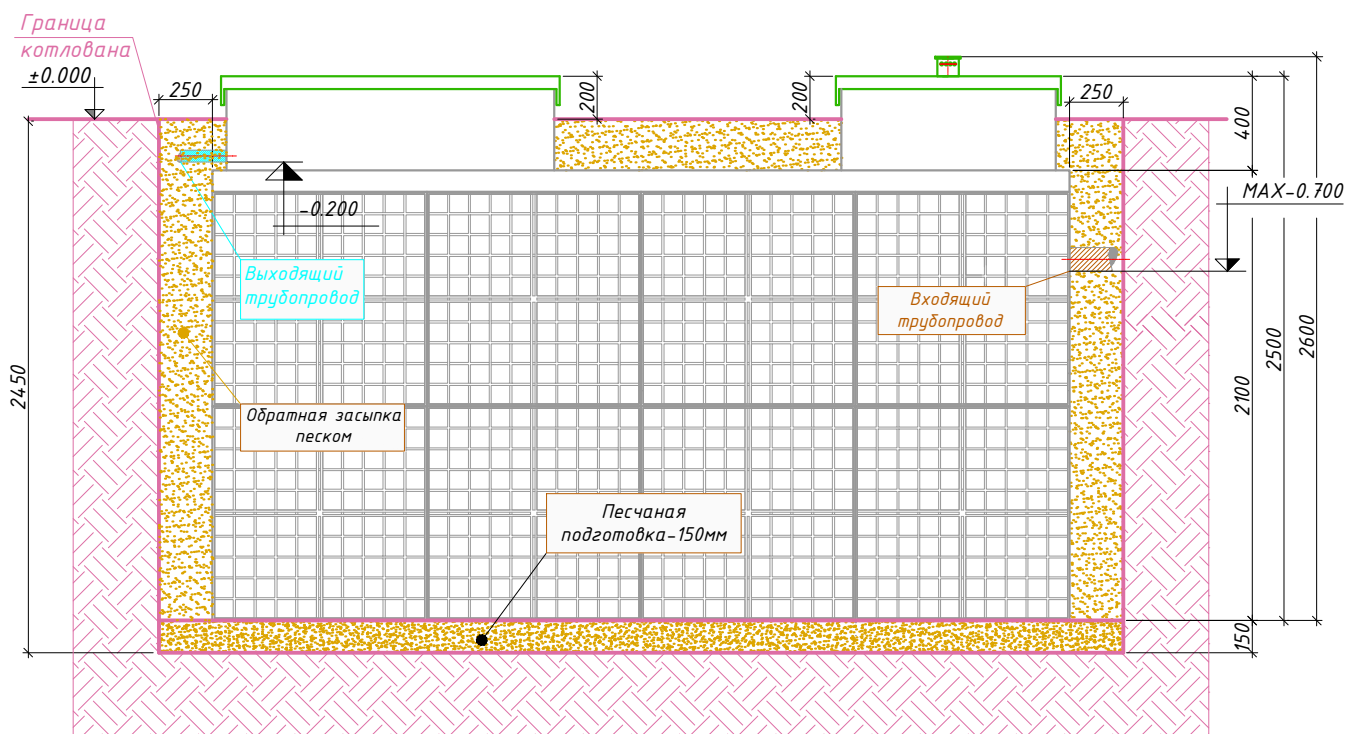 Граница
котлована
±0.000
250
200
200
250
400
-0.200
MAX-0.700
Выходящий
трубопровод
Входящий
трубопровод
2450
2100
2500
2600
Обратная засыпка
песком
Песчаная
подготовка-150мм
150